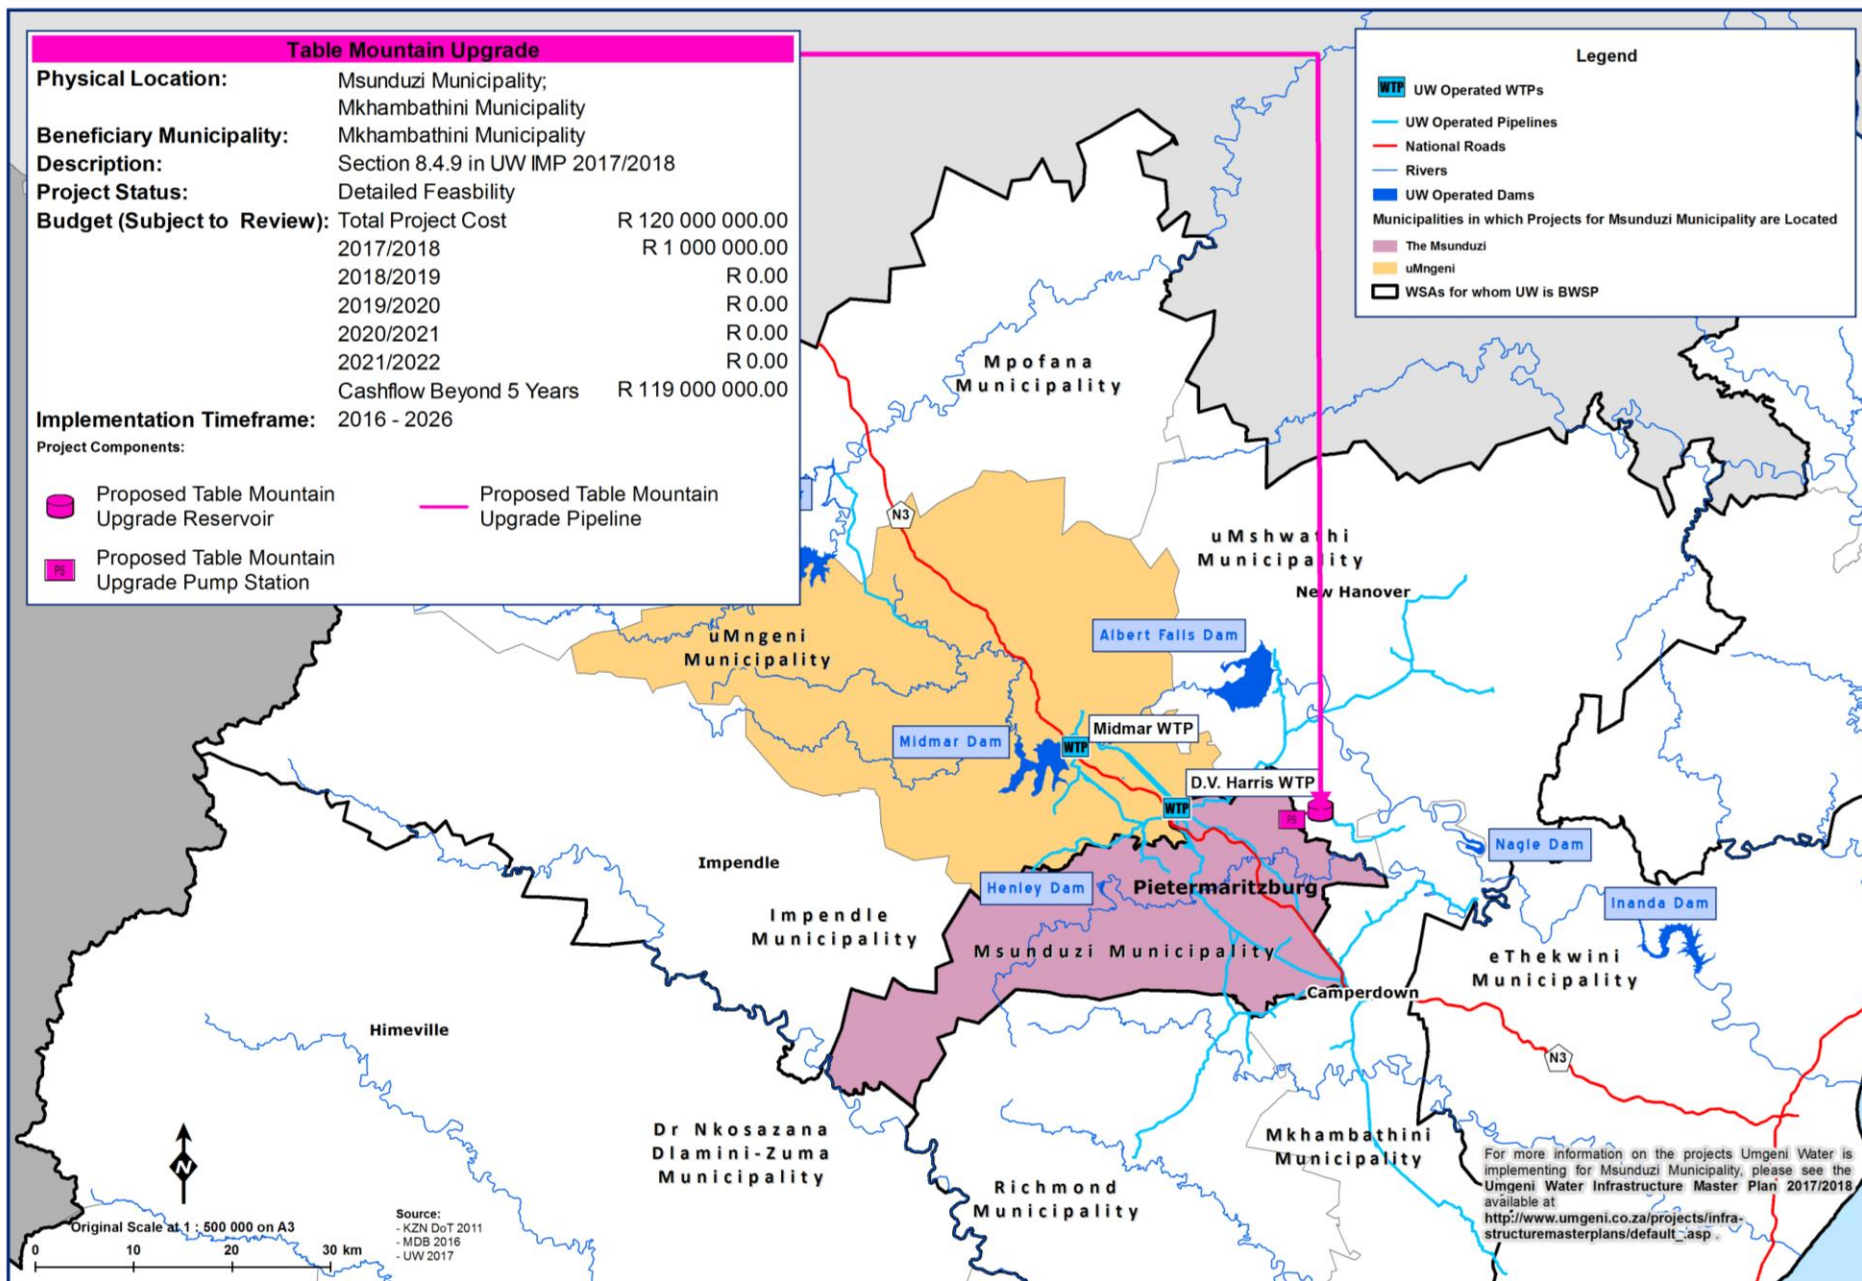 Table Mountain Upgrade
Physical Location: Msunduzi Municipality;
Mkhambathini Municipality
Beneficiary Municipality: Mkhambathini Municipality
Description: Section 8.4.9 in UW IMP 2017/2018
Project Status: Detailed Feasbility
Budget (Subject to Review): Total Project Cost R 120 000 000.00
2017/2018 R 1 000 000.00
2018/2019 R 0.00
2019/2020 R 0.00
2020/2021 R 0.00
2021/2022 R 0.00
Cashflow Beyond 5 Years R 119 000 000.00
Implementation Timeframe: 2016 - 2026
Project Components:
Proposed Table Mountain
Upgrade Reservoir
Proposed Table Mountain
Upgrade Pipeline
PS
Proposed Table Mountain
Upgrade Pump Station
Legend
WTP UW Operated WTPs
UW Operated Pipelines
National Roads
Rivers
UW Operated Dams
Municipalities in which Projects for Msunduzi Municipality are Located
The Msunduzi
uMngeni
WSAs for whom UW is BWSP
Mpofana
Municipality
N3
uMshwathi
Municipality
New Hanover
uMngeni
Municipality
Albert Falls Dam
Midmar Dam
WTP
Midmar WTP
D.V. Harris WTP
WTP
PS
Nagle Dam
Impendle
Henley Dam
Pietermaritzburg
Inanda Dam
Impendle
Municipality
Msunduzi Municipality
eThekwini
Municipality
Camperdown
Himeville
N3
Dr Nkosazana
Dlamini-Zuma
Municipality
Mkhambathini
Municipality
Richmond
Municipality
For more information on the projects Umgeni Water is
implementing for Msunduzi Municipality, please see the
Umgeni Water Infrastructure Master Plan 2017/2018
available at
http://www.umgeni.co.za/projects/infra-
structuremasterplans/default_.asp .
N
Original Scale at 1 : 500 000 on A3
0 10 20 30 km
Source:
- KZN DoT 2011
- MDB 2016
- UW 2017